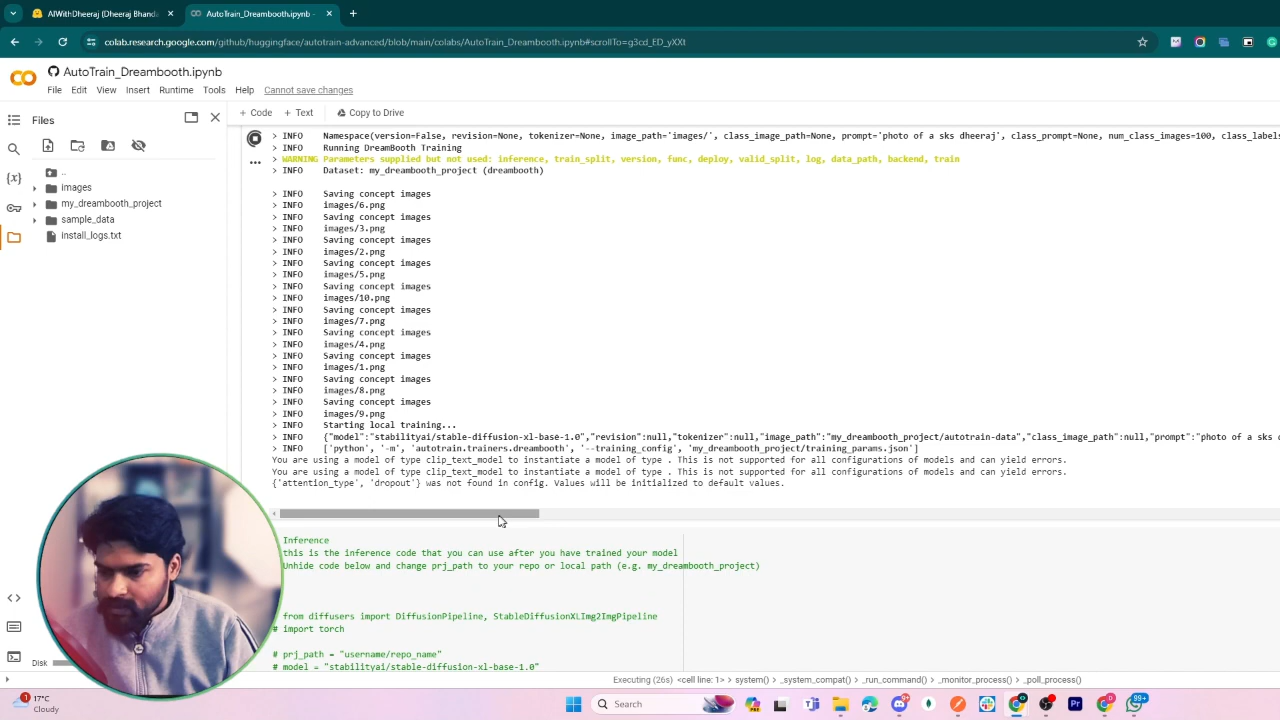 AIWithDheeraj (Dheeraj Bhanda
AutoTrain_Dreambooth.ipynb -
colab.research.google.com/github/huggingface/autotrain-advanced/blob/main/colabs/AutoTrain_Dreambooth.ipynb#scrollTo=g3cd_ED_yXXt
AutoTrain_Dreambooth.ipynb
File Edit View Insert Runtime Tools Help Cannot save changes
Files
+ Code + Text Copy to Drive
..
images
my_dreambooth_project
sample_data
install_logs.txt
> INFO Namespace(version=False, revision=None, tokenizer=None, image_path='images/', class_image_path=None, prompt='photo of a sks dheeraj', class_prompt=None, num_class_images=100, class_labels
> INFO Running DreamBooth Training
> WARNING Parameters supplied but not used: inference, train_split, version, func, deploy, valid_split, log, data_path, backend, train
> INFO Dataset: my_dreambooth_project (dreambooth)
> INFO Saving concept images
> INFO images/6.png
> INFO Saving concept images
> INFO images/3.png
> INFO Saving concept images
> INFO images/2.png
> INFO Saving concept images
> INFO images/5.png
> INFO Saving concept images
> INFO images/10.png
> INFO Saving concept images
> INFO images/7.png
> INFO Saving concept images
> INFO images/4.png
> INFO Saving concept images
> INFO images/1.png
> INFO Saving concept images
> INFO images/8.png
> INFO Saving concept images
> INFO images/9.png
> INFO Starting local training...
> INFO {"model":"stabilityai/stable-diffusion-xl-base-1.0","revision":null,"tokenizer":null,"image_path":"my_dreambooth_project/autotrain-data","class_image_path":null,"prompt":"photo of a sks d
> INFO ['python', '-m', 'autotrain.trainers.dreambooth', '--training_config', 'my_dreambooth_project/training_params.json']
You are using a model of type clip_text_model to instantiate a model of type . This is not supported for all configurations of models and can yield errors.
You are using a model of type clip_text_model to instantiate a model of type . This is not supported for all configurations of models and can yield errors.
{'attention_type', 'dropout'} was not found in config. Values will be initialized to default values.
Inference
this is the inference code that you can use after you have trained your model
Unhide code below and change prj_path to your repo or local path (e.g. my_dreambooth_project)
from diffusers import DiffusionPipeline, StableDiffusionXLImg2ImgPipeline
# import torch
# prj_path = "username/repo_name"
# model = "stabilityai/stable-diffusion-xl-base-1.0"
Disk
Executing (26s) <cell line: 1> > system() > _system_compat() > _run_command() > _monitor_process() > _poll_process()
1
17°C
Cloudy
Search
99+